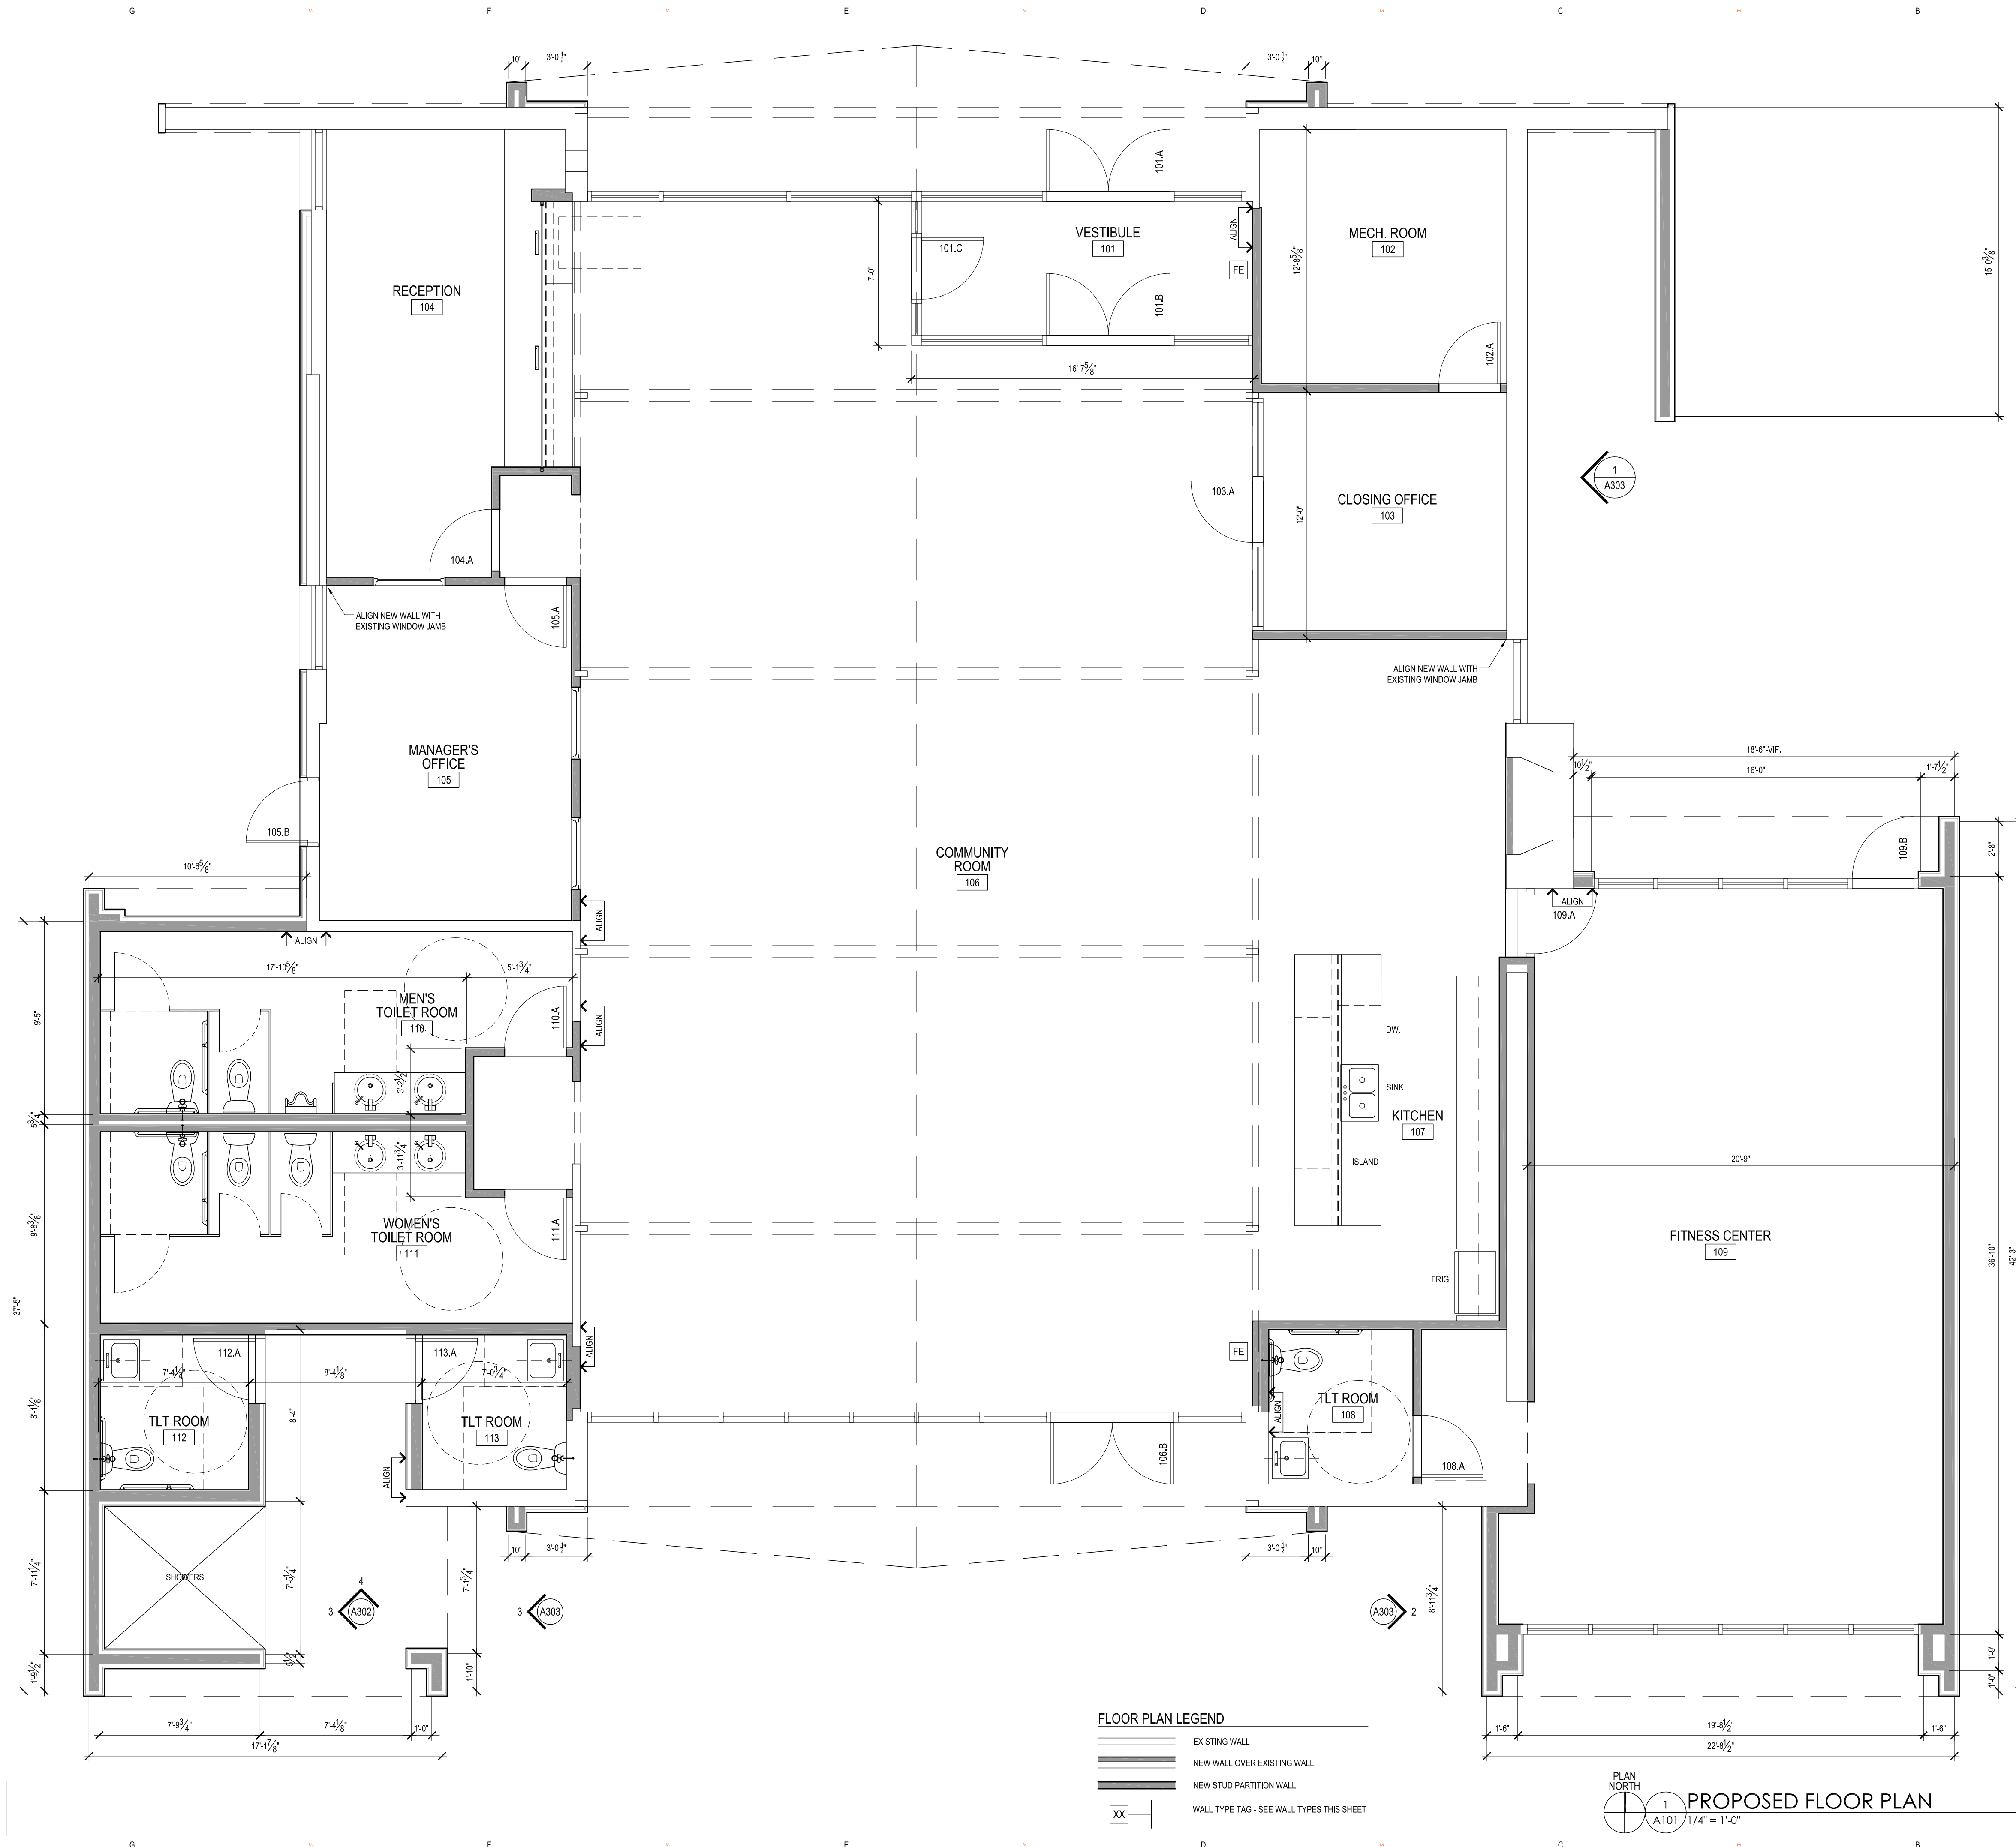 G F E D C B
10" 3'-0 1/2" 3'-0 1/2" 10"
101.A
VESTIBULE
101
101.C
101.B
7'-0"
16'-7 5/8"
ALIGN
FE
MECH. ROOM
102
12'-8 5/8"
102.A
15'-0 3/8"
RECEPTION
104
104.A
CLOSING OFFICE
103
103.A
12'-0"
1
A303
105.A
ALIGN NEW WALL WITH
EXISTING WINDOW JAMB
ALIGN NEW WALL WITH
EXISTING WINDOW JAMB
MANAGER'S
OFFICE
105
105.B
10'-6 5/8"
COMMUNITY
ROOM
106
18'-6"-VIF.
10 1/2" 16'-0" 1'-7 1/2"
109.B
2'-8"
ALIGN
109.A
ALIGN
ALIGN
ALIGN
17'-10 5/8" 5'-1 3/4"
MEN'S
TOILET ROOM
110
110.A
9'-5"
3'-2 1/2"
5 3/4"
3'-11 3/4"
9'-8 3/8"
WOMEN'S
TOILET ROOM
111
111.A
37'-5"
DW.
SINK
KITCHEN
107
ISLAND
FRIG.
20'-9"
FITNESS CENTER
109
36'-10"
42'-3"
112.A
113.A
7'-4 1/4" 8'-4 1/8" 7'-0 3/4"
8'-1 1/8"
8'-4"
TLT ROOM
112
TLT ROOM
113
ALIGN
ALIGN
FE
TLT ROOM
108
ALIGN
108.A
106.B
10" 3'-0 1/2" 3'-0 1/2" 10"
7'-11 1/4"
SHOWERS
7'-5 1/4"
7'-1 3/4"
4
3 A302
3 A303
A303 2
8'-11 3/4"
1'-9 1/2"
5 1/2"
1'-10"
1'-9"
1'-0"
7'-9 3/4" 7'-4 1/8" 1'-0"
17'-1 7/8"
1'-6" 19'-8 1/2" 1'-6"
22'-8 1/2"
FLOOR PLAN LEGEND
EXISTING WALL
NEW WALL OVER EXISTING WALL
NEW STUD PARTITION WALL
XX WALL TYPE TAG - SEE WALL TYPES THIS SHEET
PLAN
NORTH
1
A101
PROPOSED FLOOR PLAN
1/4" = 1'-0"
G F E D C B